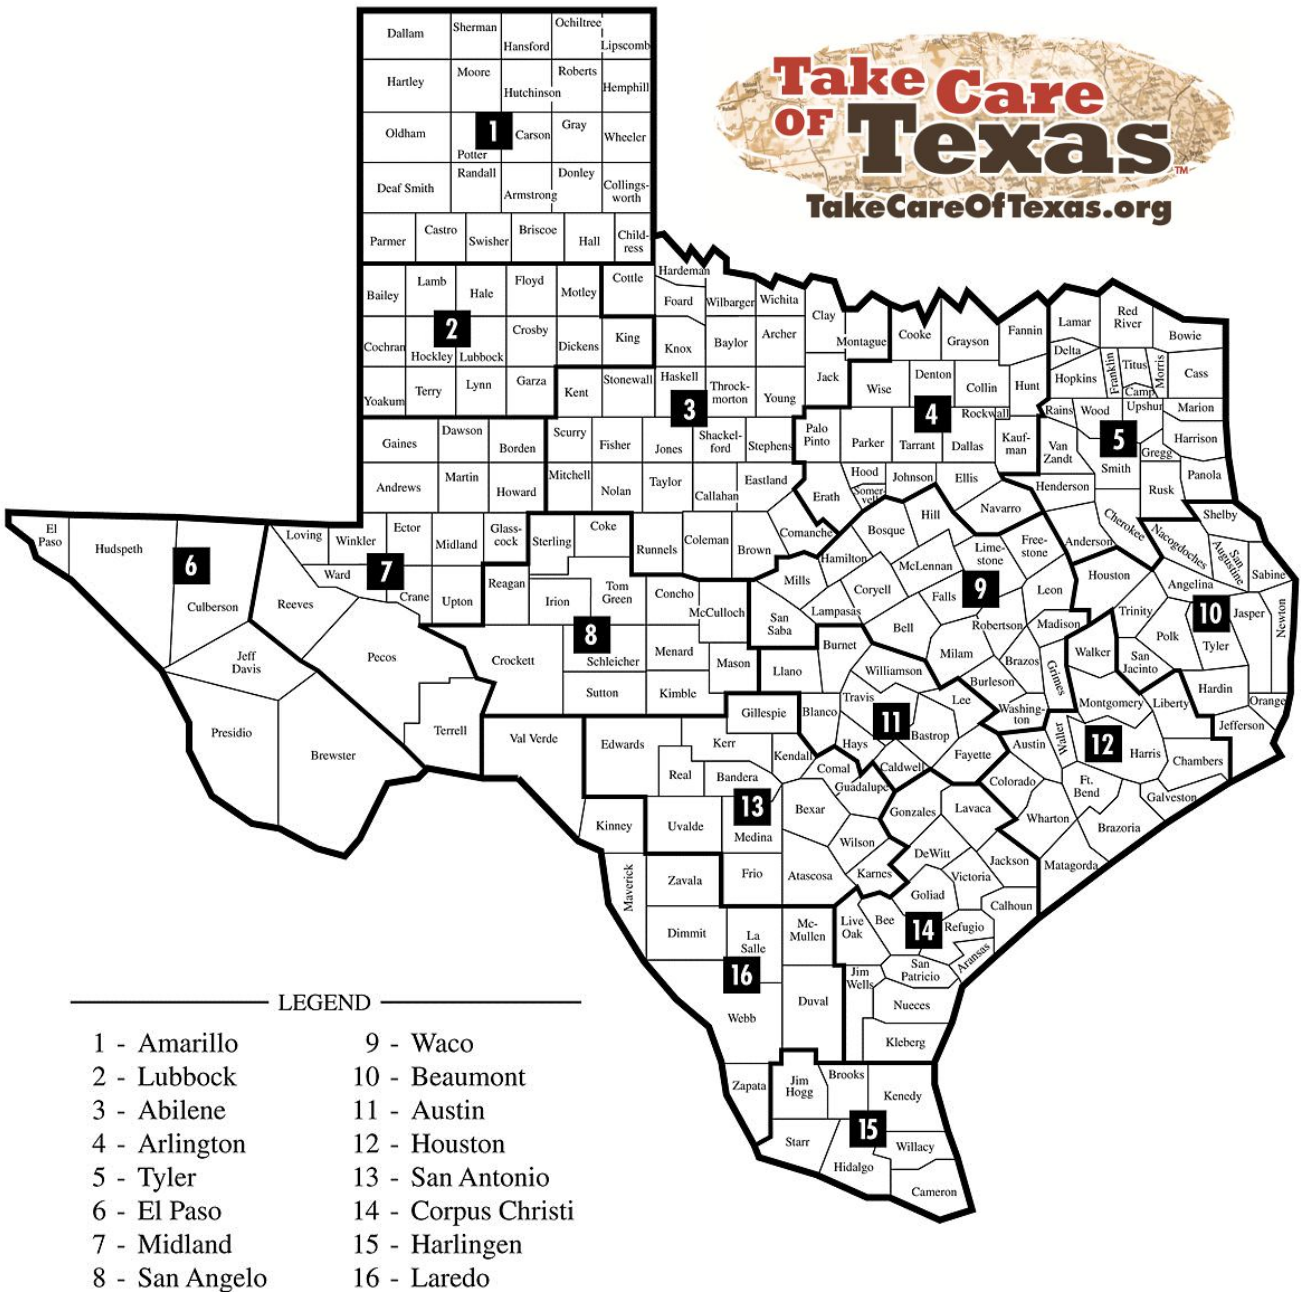 Take Care
OF Texas™
TakeCareOfTexas.org
Dallam
Sherman
Hansford
Ochiltree
Lipscomb
Hartley
Moore
Hutchinson
Roberts
Hemphill
Oldham
Potter
1
Carson
Gray
Wheeler
Deaf Smith
Randall
Armstrong
Donley
Collings-
worth
Parmer
Castro
Swisher
Briscoe
Hall
Child-
ress
Bailey
Lamb
Hale
Floyd
Motley
Cottle
Hardeman
Foard
Wilbarger
Wichita
Clay
Montague
Cooke
Grayson
Fannin
Lamar
Red
River
Bowie
Cochran
Hockley
2
Lubbock
Crosby
Dickens
King
Knox
Baylor
Archer
Jack
Wise
Denton
Collin
Hunt
Delta
Hopkins
Franklin
Titus
Camp
Morris
Cass
Yoakum
Terry
Lynn
Garza
Kent
Stonewall
Haskell
3
Throck-
morton
Young
Palo
Pinto
Parker
4
Tarrant
Rockwall
Dallas
Kauf-
man
Rains
Wood
Upshur
Marion
Van
Zandt
5
Smith
Gregg
Harrison
Gaines
Dawson
Borden
Scurry
Fisher
Jones
Shackel-
ford
Stephens
Andrews
Martin
Howard
Mitchell
Nolan
Taylor
Callahan
Eastland
Erath
Hood
Somer-
vell
Johnson
Ellis
Navarro
Henderson
Rusk
Panola
Cherokee
Anderson
Nacogdoches
Shelby
San
Augustine
Sabine
El
Paso
Hudspeth
6
Culberson
Jeff
Davis
Presidio
Brewster
Loving
Winkler
Ector
Midland
Glass-
cock
Sterling
Coke
Runnels
Coleman
Brown
Comanche
Hamilton
Bosque
Hill
Lime-
stone
Free-
stone
Reeves
Ward
7
Crane
Upton
Reagan
Irion
Tom
Green
Concho
McCulloch
Mills
San
Saba
Lampasas
Coryell
McLennan
Falls
9
Leon
Houston
Angelina
Trinity
10
Jasper
Newton
Pecos
Terrell
Crockett
8
Schleicher
Sutton
Menard
Kimble
Mason
Llano
Burnet
Bell
Milam
Robertson
Madison
Brazos
Grimes
Walker
San
Jacinto
Polk
Tyler
Hardin
Orange
Jefferson
Val Verde
Edwards
Kerr
Gillespie
Blanco
Travis
Williamson
11
Hays
Bastrop
Lee
Burleson
Washing-
ton
Montgomery
Liberty
Waller
12
Harris
Chambers
Galveston
Real
Bandera
Kendall
Comal
Guadalupe
Caldwell
Fayette
Austin
Colorado
Ft.
Bend
Wharton
Brazoria
Matagorda
Kinney
Uvalde
13
Medina
Bexar
Wilson
Gonzales
Lavaca
DeWitt
Jackson
Victoria
Calhoun
Maverick
Zavala
Frio
Atascosa
Karnes
Goliad
Bee
14
Refugio
Aransas
Dimmit
La
Salle
Mc-
Mullen
Live
Oak
San
Patricio
Jim
Wells
Nueces
Kleberg
16
Webb
Duval
Zapata
Jim
Hogg
Brooks
Kenedy
Starr
15
Hidalgo
Willacy
Cameron
LEGEND
1 - Amarillo
2 - Lubbock
3 - Abilene
4 - Arlington
5 - Tyler
6 - El Paso
7 - Midland
8 - San Angelo
9 - Waco
10 - Beaumont
11 - Austin
12 - Houston
13 - San Antonio
14 - Corpus Christi
15 - Harlingen
16 - Laredo